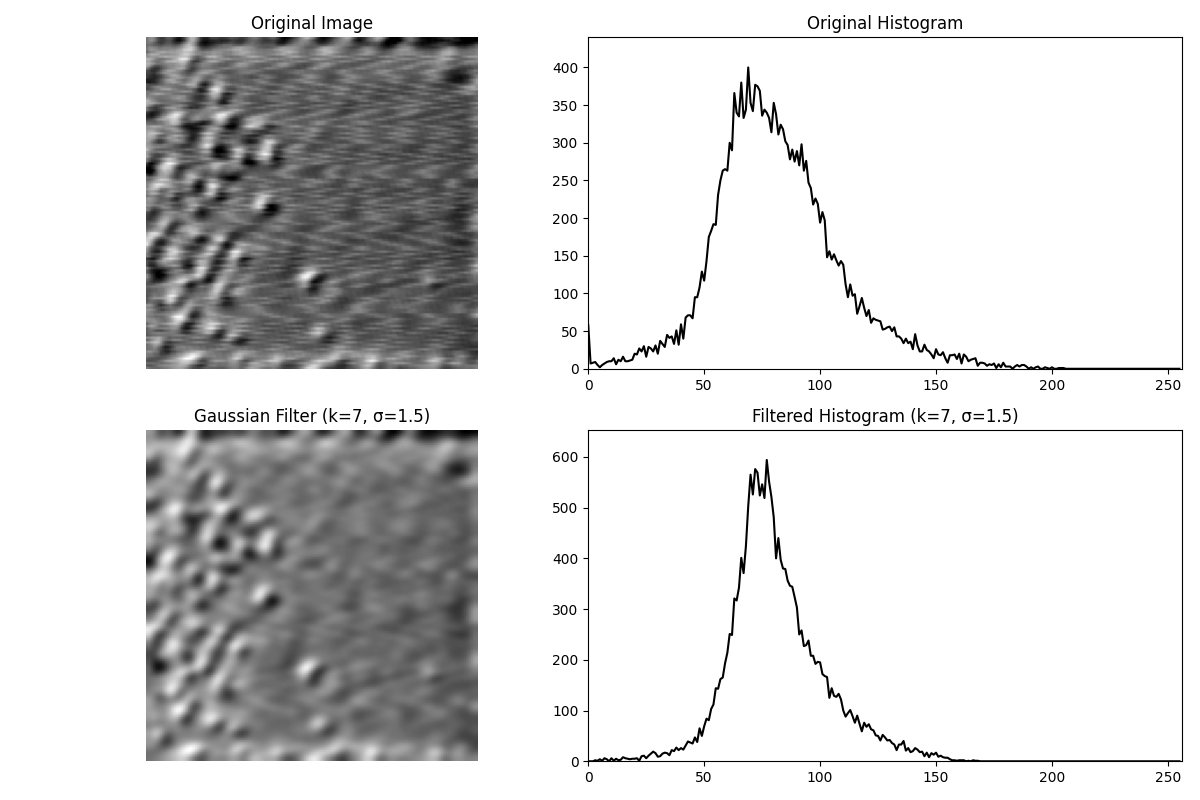 Original Image
Original Histogram
400
350
300
250
200
150
100
50
0
0 50 100 150 200 250
Gaussian Filter (k=7, σ=1.5)
Filtered Histogram (k=7, σ=1.5)
600
500
400
300
200
100
0
0 50 100 150 200 250